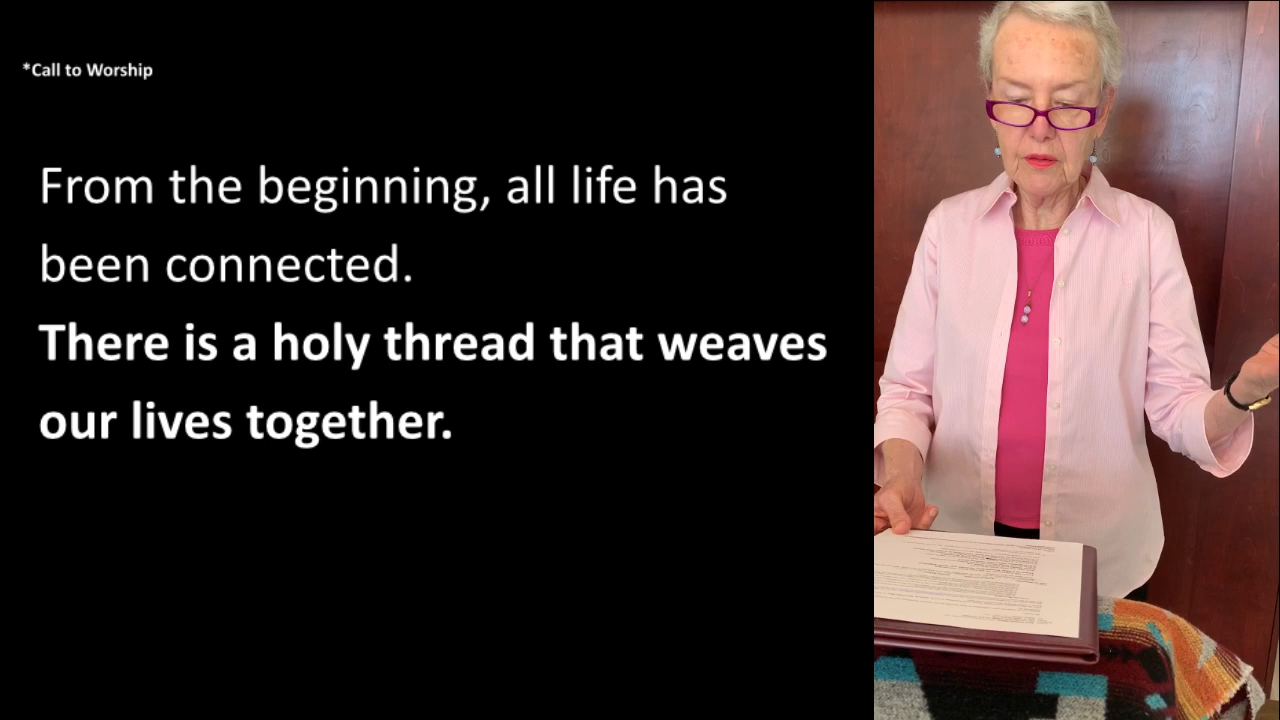 *Call to Worship
From the beginning, all life has
been connected.
There is a holy thread that weaves
our lives together.